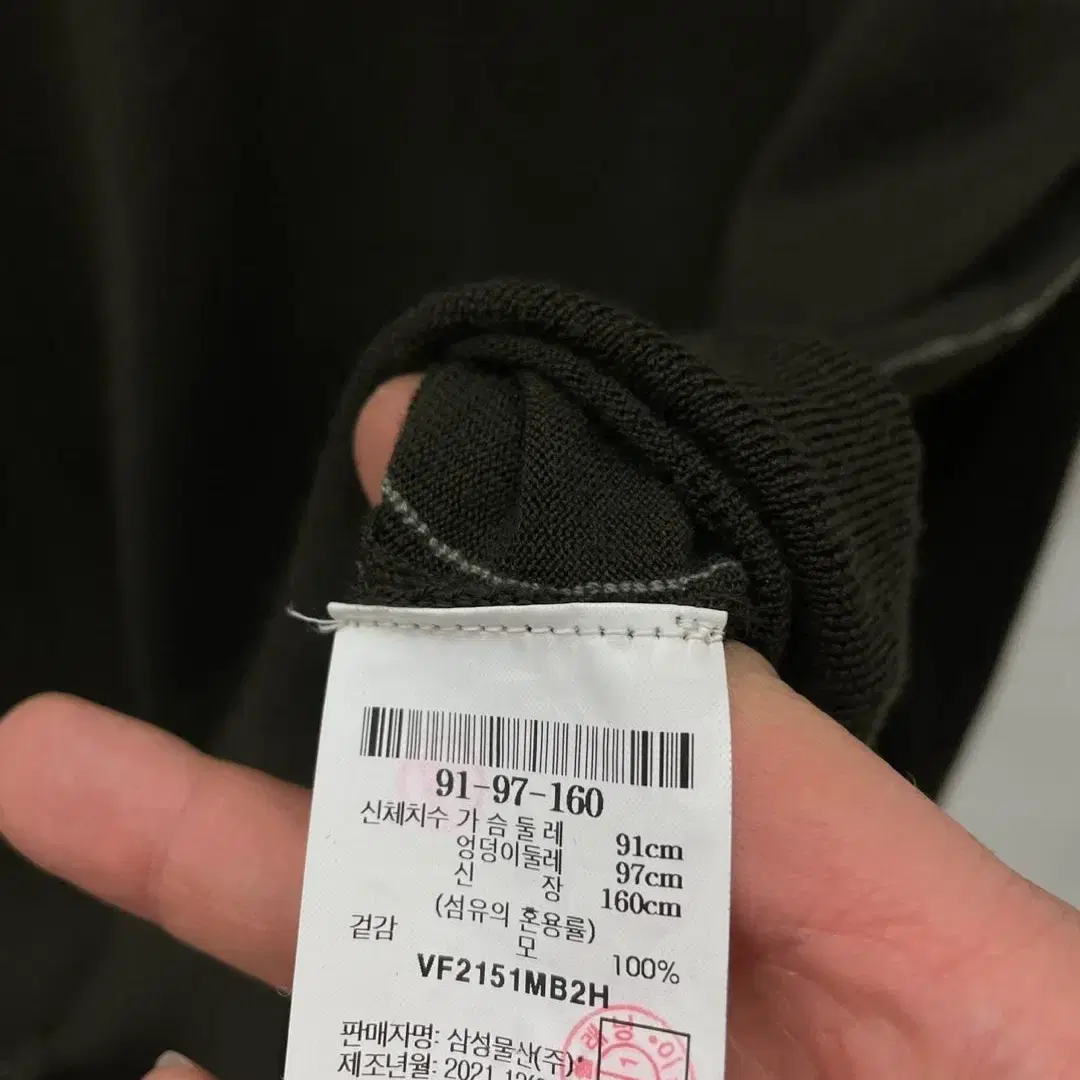 91-97-160
신체치수 가 슴 둘 레 91cm
엉덩이둘레 97cm
신 장 160cm
(섬유의 혼용률)
겉감 모 100%
VF2151MB2H
판매자명: 삼성물산(주)
제조년월: 2021.12